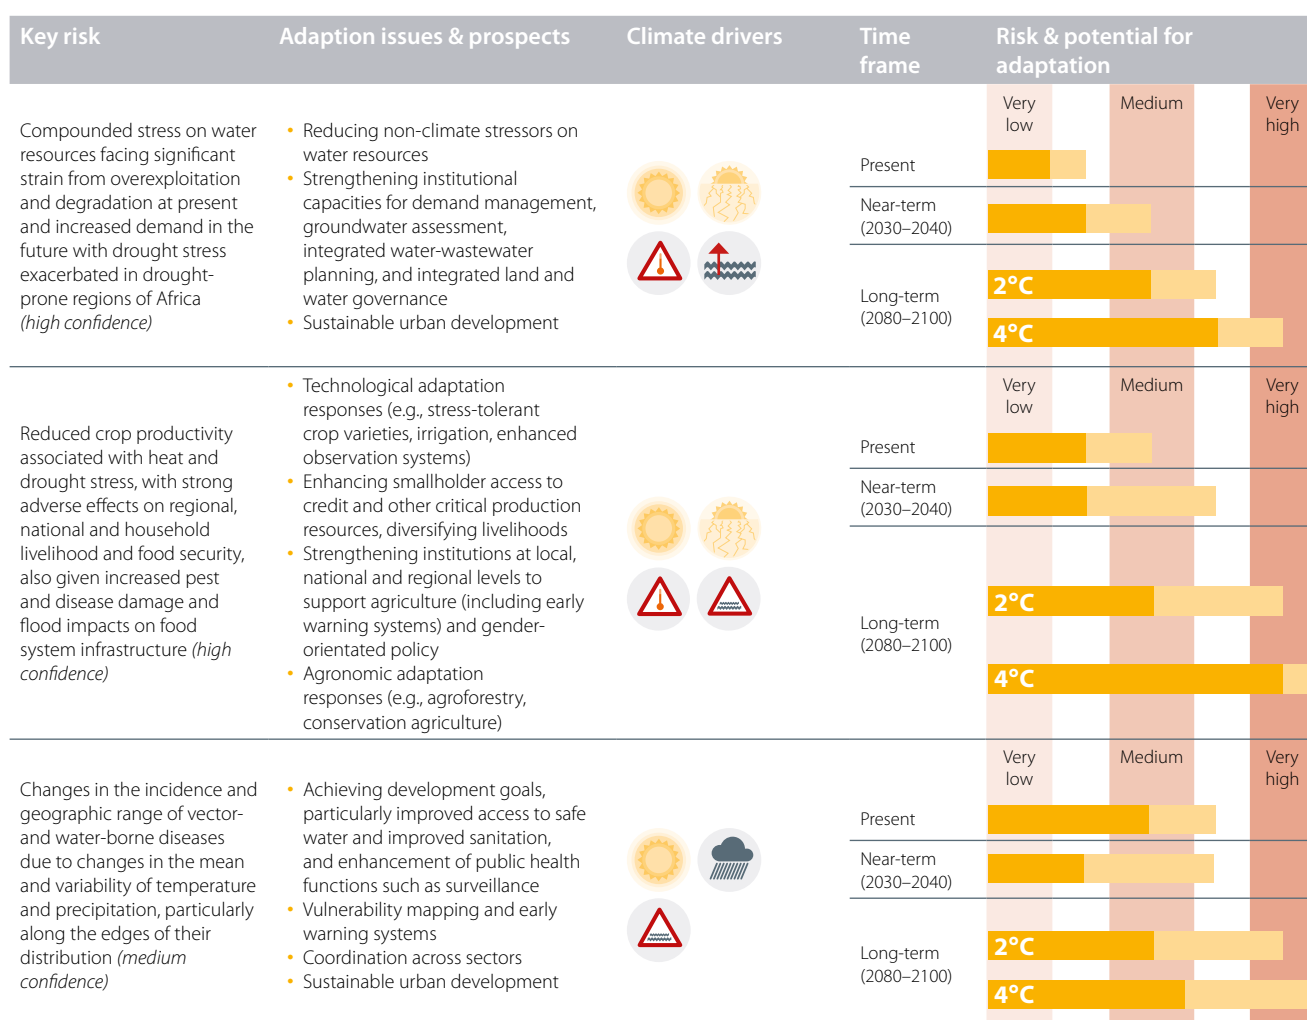 Key risk
Adaption issues & prospects
Climate drivers
Time
frame
Risk & potential for
adaptation
Compounded stress on water
resources facing significant
strain from overexploitation
and degradation at present
and increased demand in the
future with drought stress
exacerbated in drought-
prone regions of Africa
(high confidence)
• Reducing non-climate stressors on
water resources
• Strengthening institutional
capacities for demand management,
groundwater assessment,
integrated water-wastewater
planning, and integrated land and
water governance
• Sustainable urban development
Very
low
Medium
Very
high
Present
Near-term
(2030–2040)
Long-term
(2080–2100)
2°C
4°C
Reduced crop productivity
associated with heat and
drought stress, with strong
adverse effects on regional,
national and household
livelihood and food security,
also given increased pest
and disease damage and
flood impacts on food
system infrastructure (high
confidence)
• Technological adaptation
responses (e.g., stress-tolerant
crop varieties, irrigation, enhanced
observation systems)
• Enhancing smallholder access to
credit and other critical production
resources, diversifying livelihoods
• Strengthening institutions at local,
national and regional levels to
support agriculture (including early
warning systems) and gender-
orientated policy
• Agronomic adaptation
responses (e.g., agroforestry,
conservation agriculture)
Very
low
Medium
Very
high
Present
Near-term
(2030–2040)
Long-term
(2080–2100)
2°C
4°C
Changes in the incidence and
geographic range of vector-
and water-borne diseases
due to changes in the mean
and variability of temperature
and precipitation, particularly
along the edges of their
distribution (medium
confidence)
• Achieving development goals,
particularly improved access to safe
water and improved sanitation,
and enhancement of public health
functions such as surveillance
• Vulnerability mapping and early
warning systems
• Coordination across sectors
• Sustainable urban development
Very
low
Medium
Very
high
Present
Near-term
(2030–2040)
Long-term
(2080–2100)
2°C
4°C